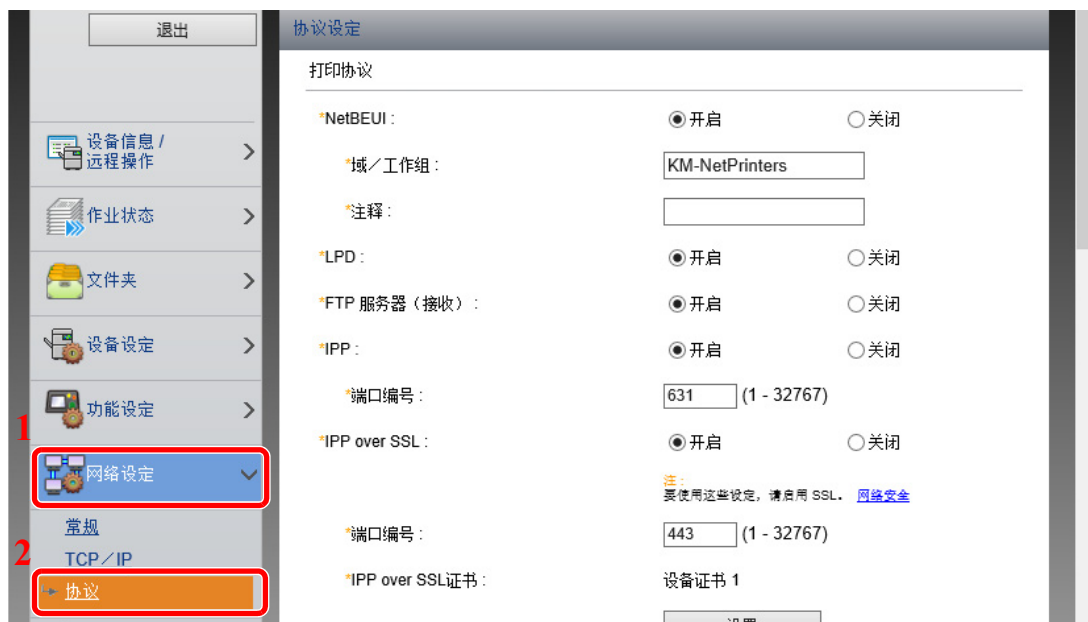 退出
设备信息 /
远程操作
作业状态
文件夹
设备设定
功能设定
1
网络设定
常规
2
TCP／IP
协议
协议设定
打印协议
*NetBEUI : 开启 关闭
*域／工作组 : KM-NetPrinters
*注释 :
*LPD : 开启 关闭
*FTP 服务器（接收） : 开启 关闭
*IPP : 开启 关闭
*端口编号 : 631 (1 - 32767)
*IPP over SSL : 开启 关闭
注 :
要使用这些设定，请启用 SSL。 网络安全
*端口编号 : 443 (1 - 32767)
*IPP over SSL证书 : 设备证书 1